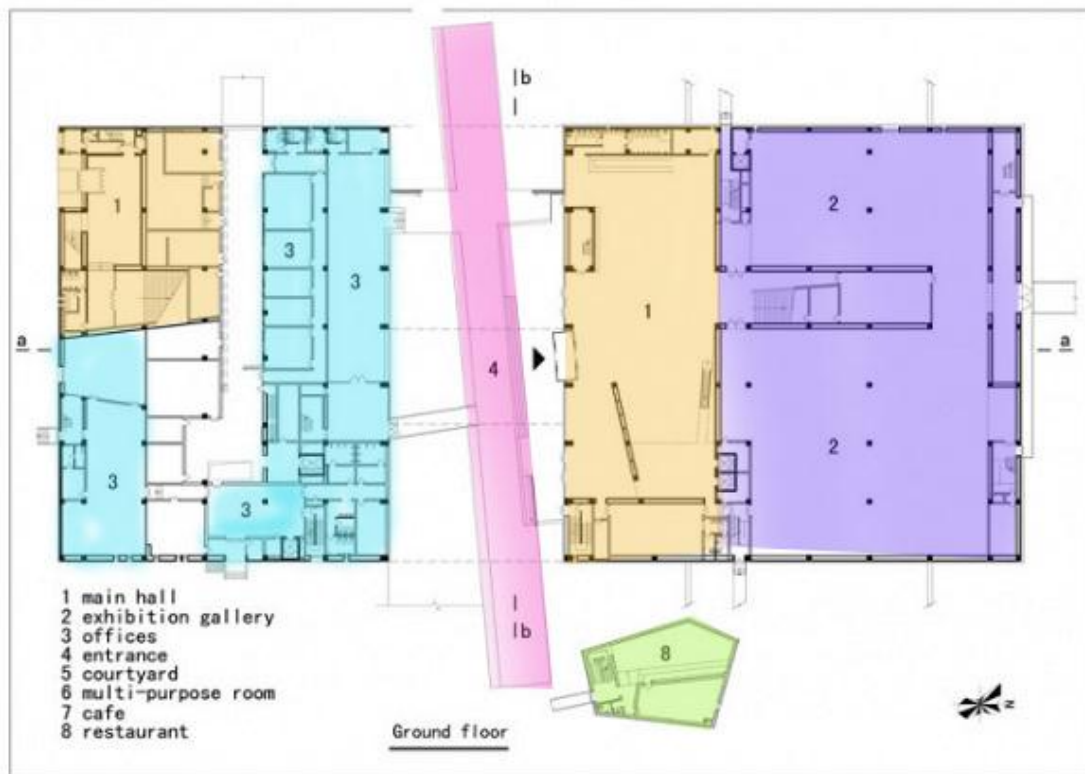 b
1
2
3
3
1
a
a
4
2
3
3
1 main hall
2 exhibition gallery
3 offices
4 entrance
5 courtyard
6 multi-purpose room
7 cafe
8 restaurant
b
8
N
Ground floor